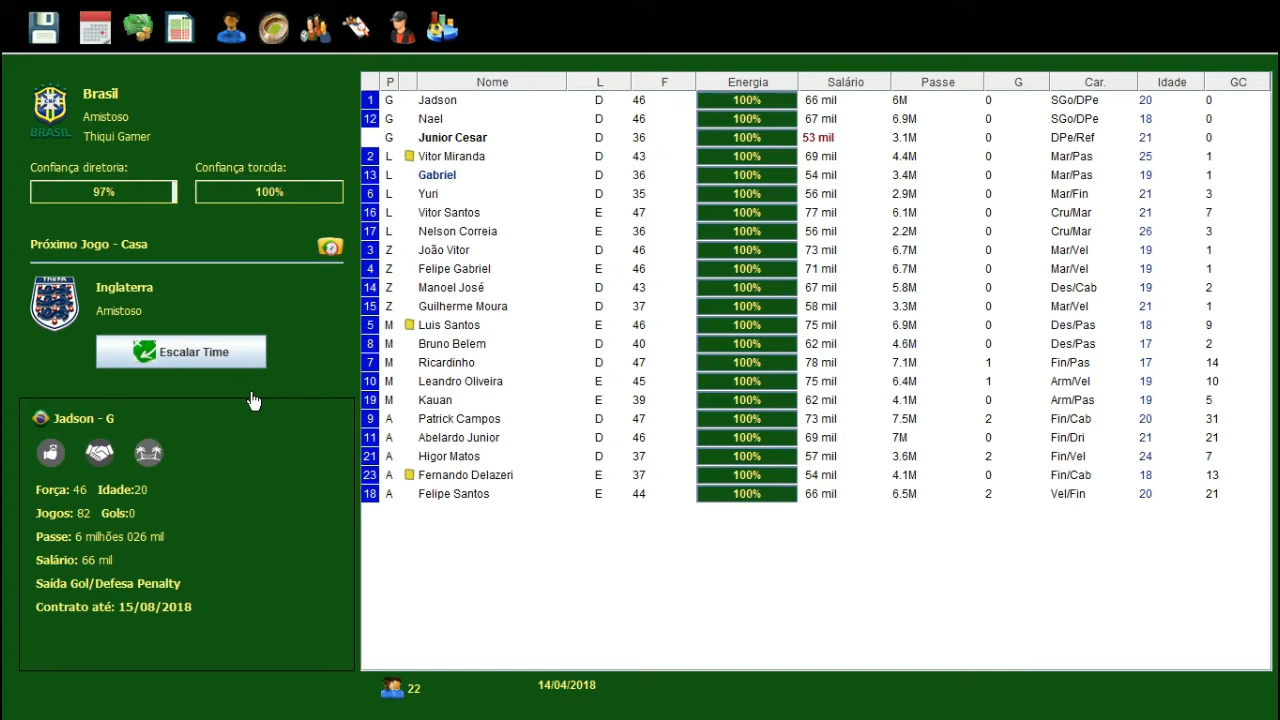 Brasil
Amistoso
Thiqui Gamer
BRASIL
Confiança diretoria: Confiança torcida:
97% 100%
Próximo Jogo - Casa
Inglaterra
Amistoso
Escalar Time
Jadson - G
Força: 46 Idade:20
Jogos: 82 Gols:0
Passe: 6 milhões 026 mil
Salário: 66 mil
Saída Gol/Defesa Penalty
Contrato até: 15/08/2018
P Nome L F Energia Salário Passe G Car. Idade GC
1 G Jadson D 46 100% 66 mil 6M 0 SGo/DPe 20 0
12 G Nael D 46 100% 67 mil 6.9M 0 SGo/DPe 18 0
G Junior Cesar D 36 100% 53 mil 3.1M 0 DPe/Ref 21 0
2 L Vitor Miranda D 43 100% 69 mil 4.4M 0 Mar/Pas 25 1
13 L Gabriel D 36 100% 54 mil 3.4M 0 Mar/Pas 19 1
6 L Yuri D 35 100% 56 mil 2.9M 0 Mar/Fin 21 3
16 L Vitor Santos E 47 100% 77 mil 6.1M 0 Cru/Mar 21 7
17 L Nelson Correia E 36 100% 56 mil 2.2M 0 Cru/Mar 26 3
3 Z João Vitor D 46 100% 73 mil 6.7M 0 Mar/Vel 19 1
4 Z Felipe Gabriel E 46 100% 71 mil 6.7M 0 Mar/Vel 19 1
14 Z Manoel José D 43 100% 67 mil 5.8M 0 Des/Cab 19 2
15 Z Guilherme Moura D 37 100% 58 mil 3.3M 0 Mar/Vel 21 1
5 M Luis Santos E 46 100% 75 mil 6.9M 0 Des/Pas 18 9
8 M Bruno Belem D 40 100% 62 mil 4.6M 0 Des/Pas 17 2
7 M Ricardinho D 47 100% 78 mil 7.1M 1 Fin/Pas 17 14
10 M Leandro Oliveira E 45 100% 75 mil 6.4M 1 Arm/Vel 19 10
19 M Kauan E 39 100% 62 mil 4.1M 0 Arm/Pas 19 5
9 A Patrick Campos D 47 100% 73 mil 7.5M 2 Fin/Cab 20 31
11 A Abelardo Junior D 46 100% 69 mil 7M 0 Fin/Dri 21 21
21 A Higor Matos D 37 100% 57 mil 3.6M 2 Fin/Vel 24 7
23 A Fernando Delazeri E 37 100% 54 mil 4.1M 0 Fin/Cab 18 13
18 A Felipe Santos E 44 100% 66 mil 6.5M 2 Vel/Fin 20 21
22 14/04/2018